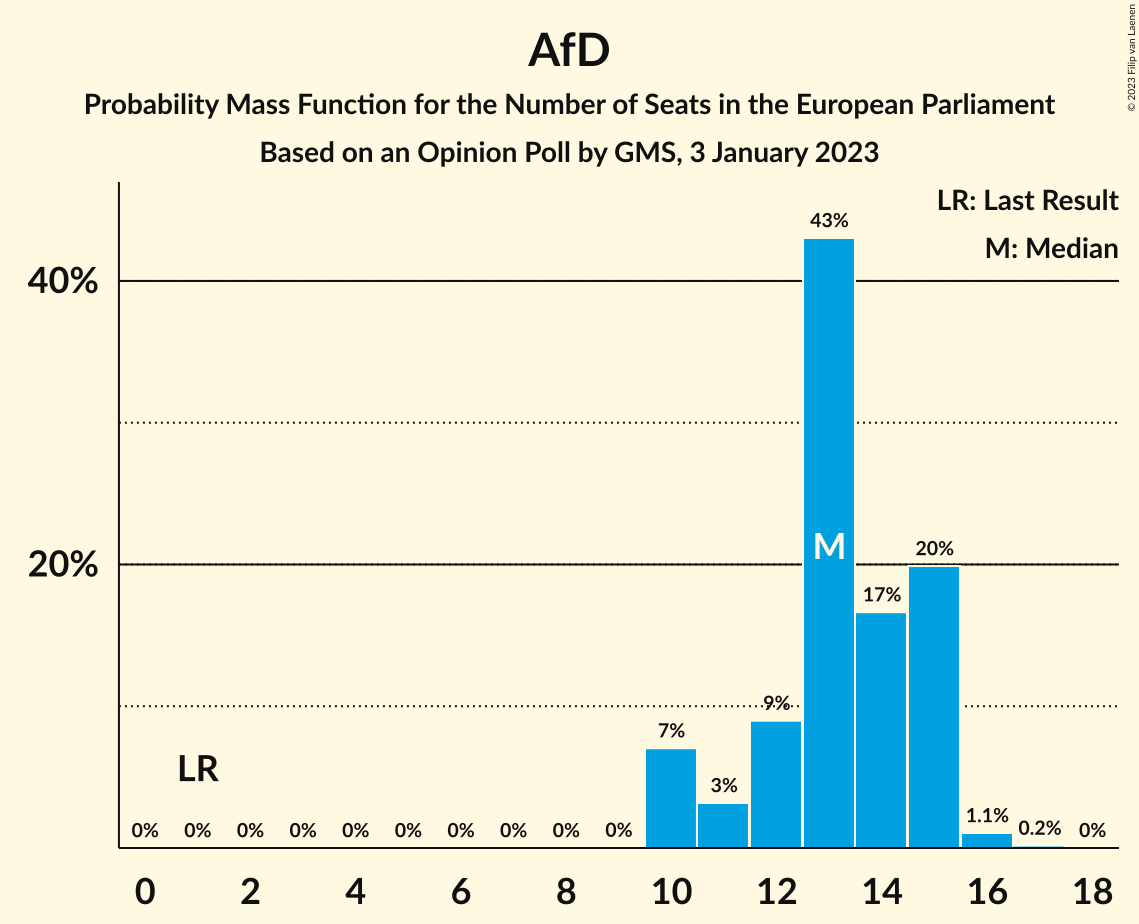 AfD
Probability Mass Function for the Number of Seats in the European Parliament
Based on an Opinion Poll by GMS, 3 January 2023
© 2023 Filip van Laenen
LR: Last Result
M: Median
43%
40%
M
20%
20%
17%
9%
7%
3%
LR
0% 0% 0% 0% 0% 0% 0% 0% 0% 0% 1.1% 0.2% 0%
0 2 4 6 8 10 12 14 16 18